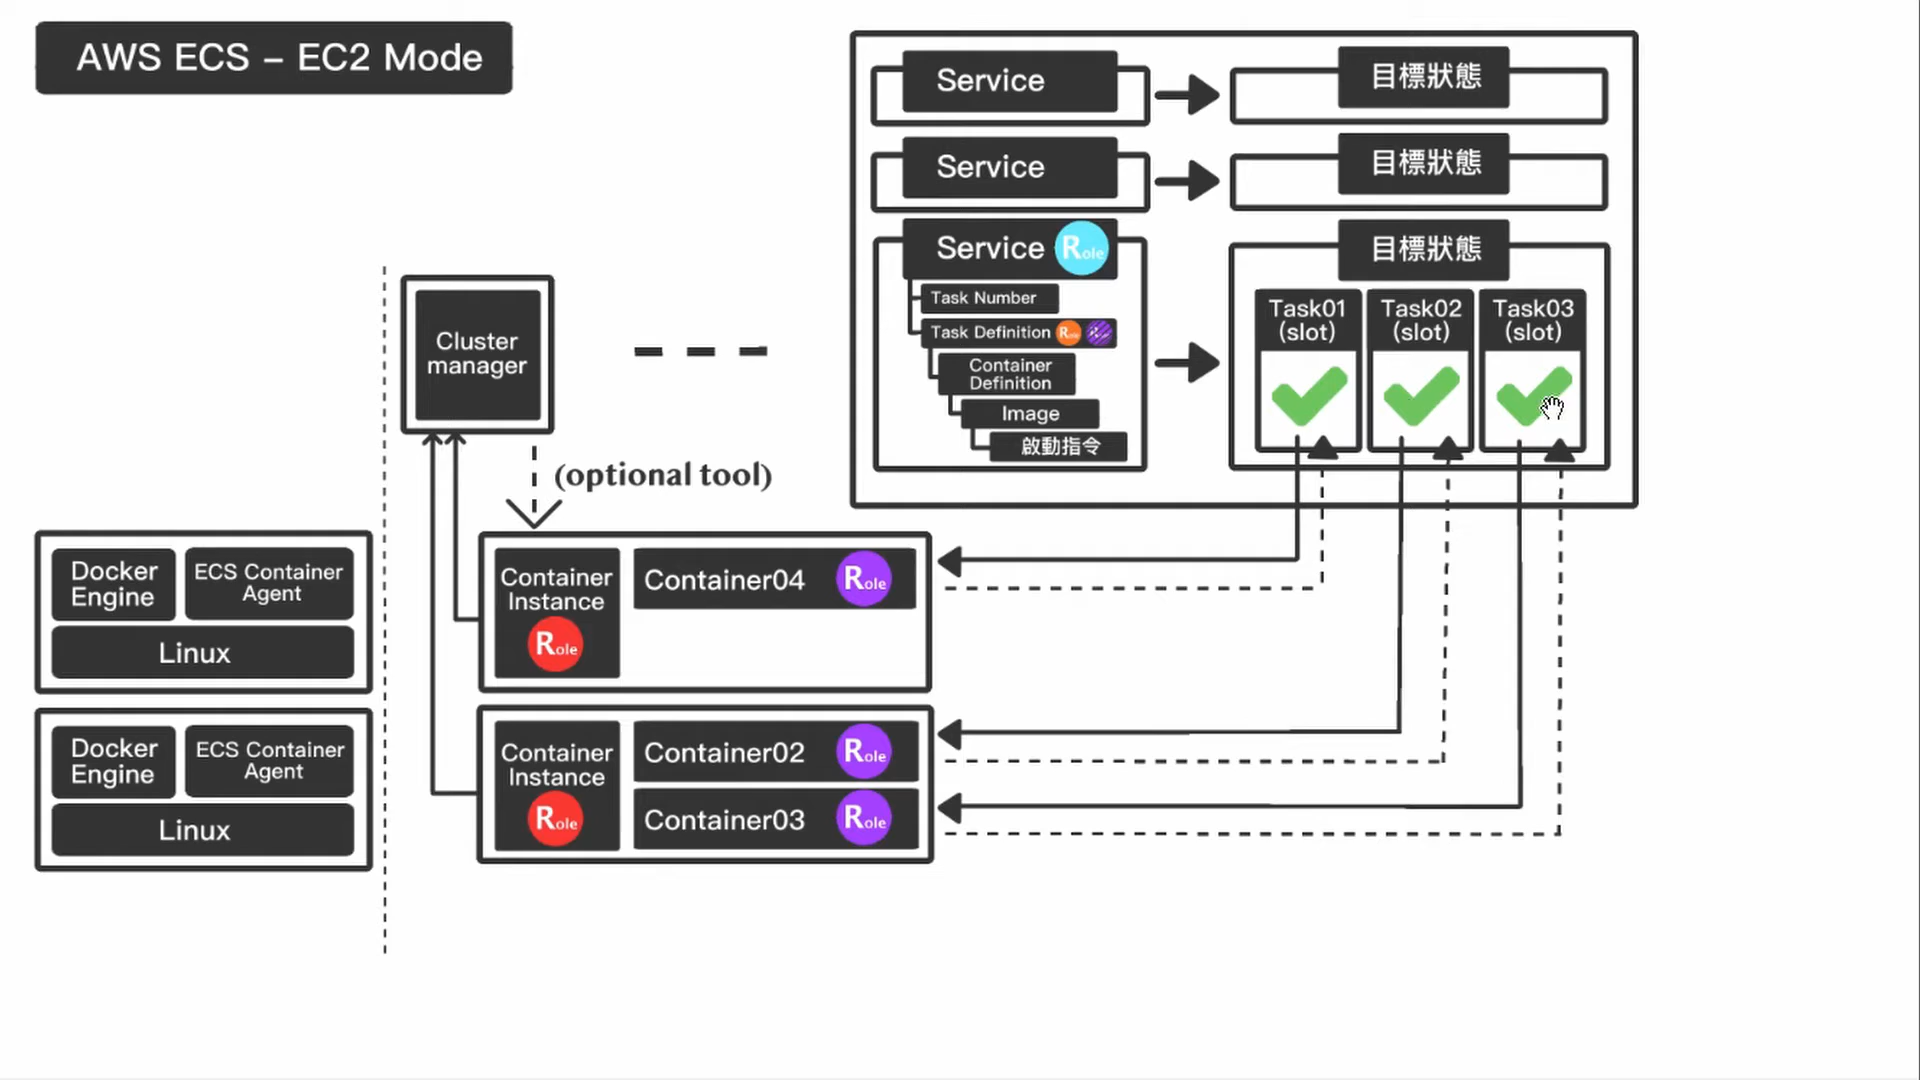 AWS ECS – EC2 Mode
Service
目標狀態
Service
目標狀態
Service
Role
目標狀態
Task Number
Task Definition
Container
Definition
Image
啟動指令
Task01
(slot)
Task02
(slot)
Task03
(slot)
Cluster
manager
(optional tool)
Docker
Engine
ECS Container
Agent
Linux
Container
Instance
Role
Container04
Role
Docker
Engine
ECS Container
Agent
Linux
Container
Instance
Role
Container02
Role
Container03
Role